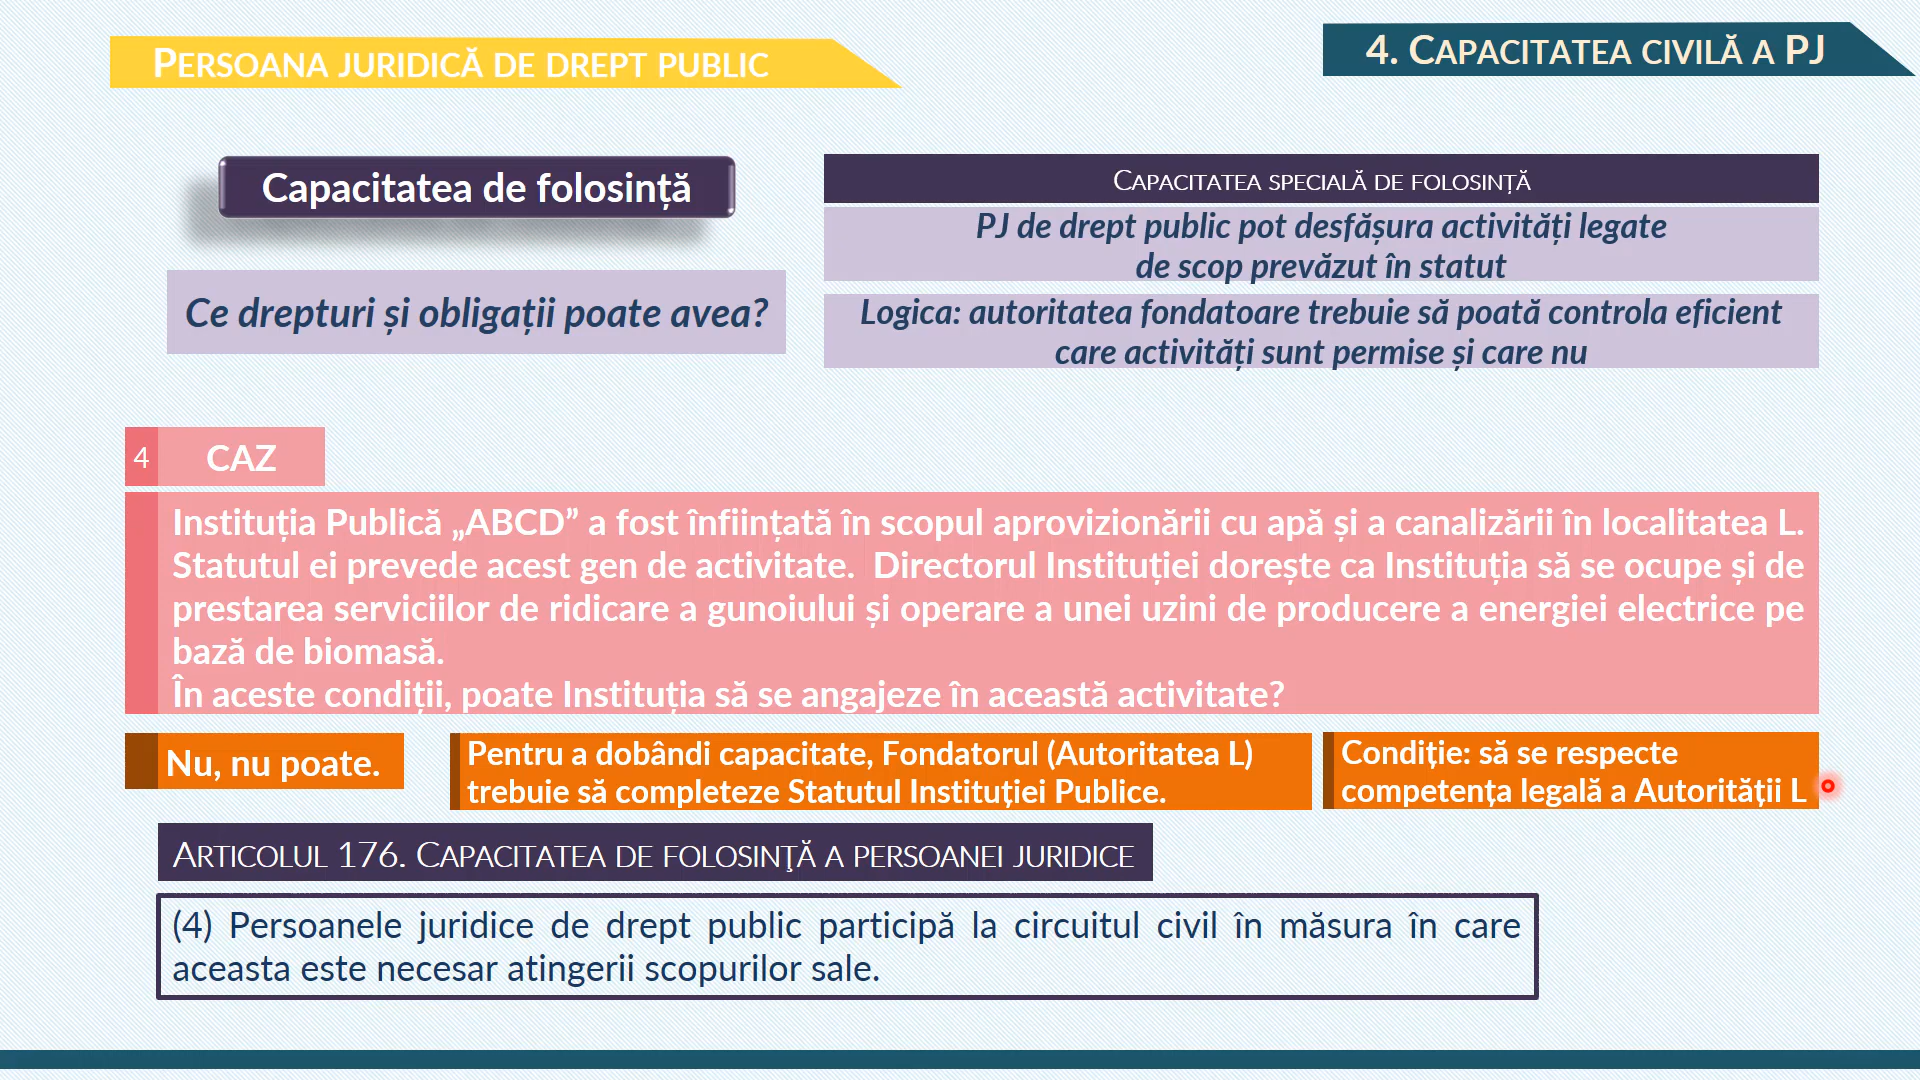 PERSOANA JURIDICĂ DE DREPT PUBLIC
4. CAPACITATEA CIVILĂ A PJ
Capacitatea de folosință
Ce drepturi și obligații poate avea?
CAPACITATEA SPECIALĂ DE FOLOSINȚĂ
PJ de drept public pot desfășura activități legate
de scop prevăzut în statut
Logica: autoritatea fondatoare trebuie să poată controla eficient
care activități sunt permise și care nu
4 CAZ
Instituția Publică „ABCD” a fost înființată în scopul aprovizionării cu apă și a canalizării în localitatea L.
Statutul ei prevede acest gen de activitate. Directorul Instituției dorește ca Instituția să se ocupe și de
prestarea serviciilor de ridicare a gunoiului și operare a unei uzini de producere a energiei electrice pe
bază de biomasă.
În aceste condiții, poate Instituția să se angajeze în această activitate?
Nu, nu poate.
Pentru a dobândi capacitate, Fondatorul (Autoritatea L)
trebuie să completeze Statutul Instituției Publice.
Condiție: să se respecte
competența legală a Autorității L
ARTICOLUL 176. CAPACITATEA DE FOLOSINŢĂ A PERSOANEI JURIDICE
(4) Persoanele juridice de drept public participă la circuitul civil în măsura în care
aceasta este necesar atingerii scopurilor sale.